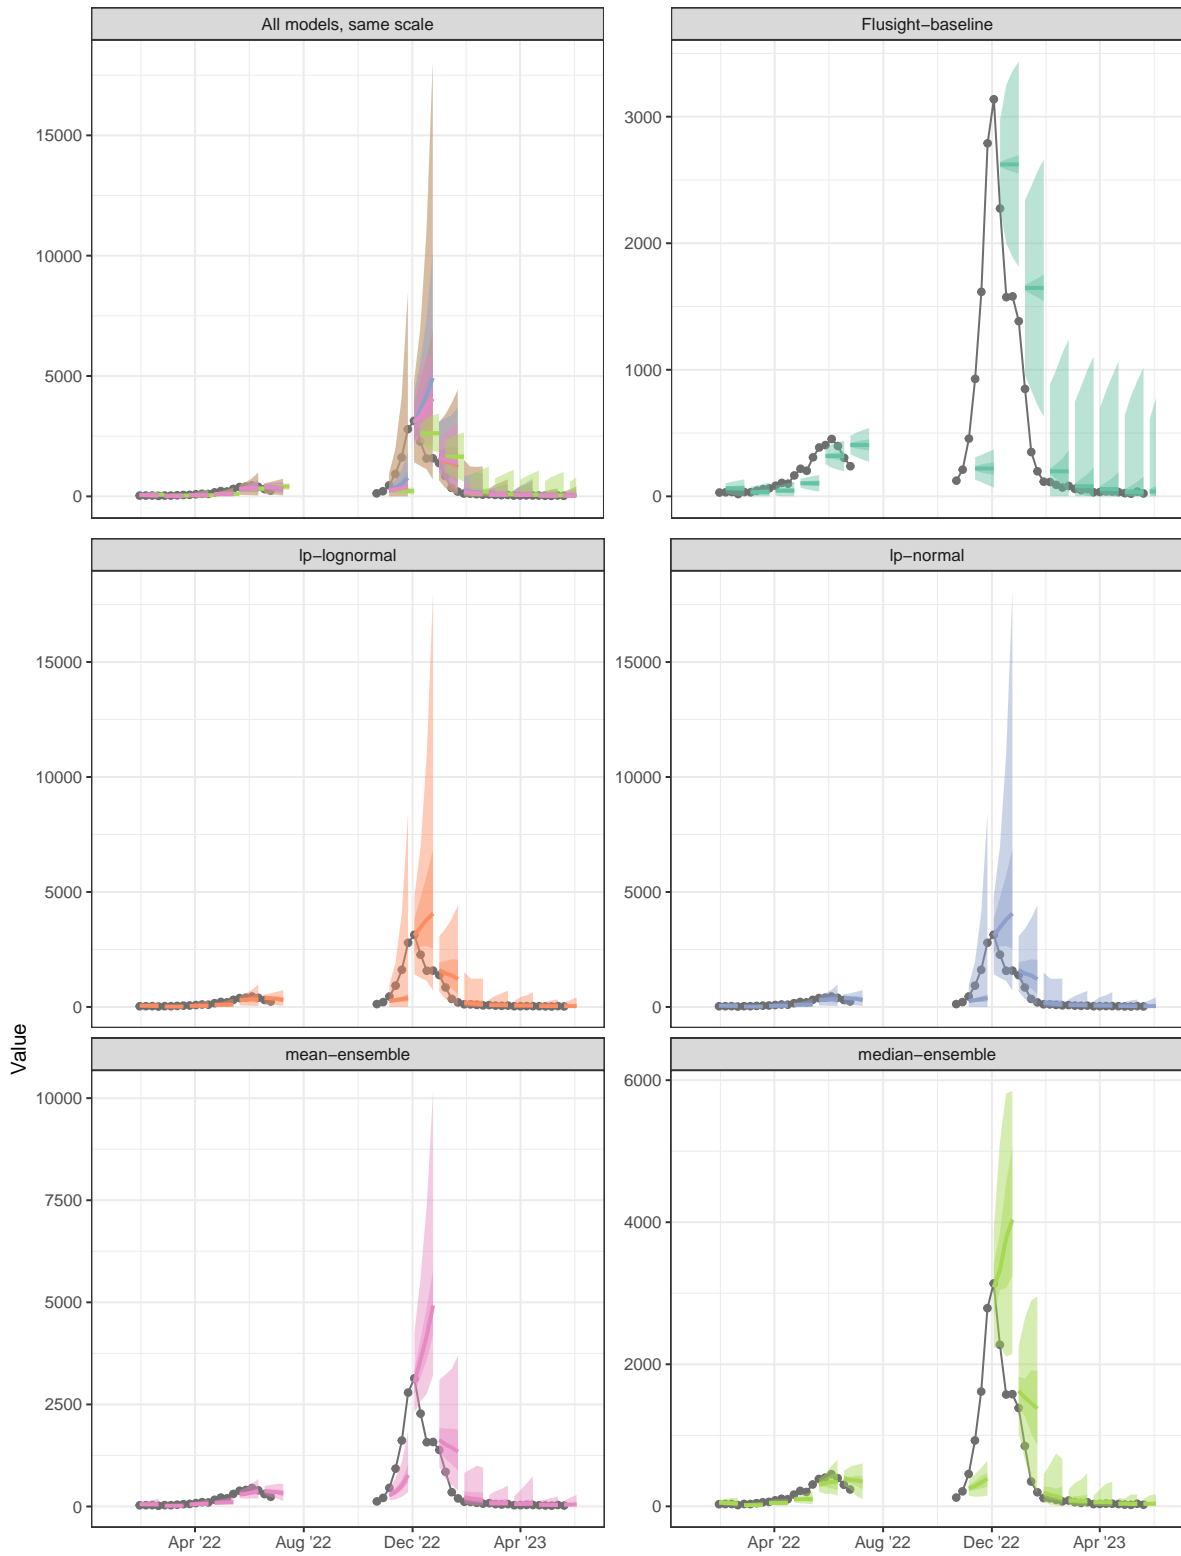 All models, same scale
Flusight−baseline
15000
10000
5000
0
3000
2000
1000
0
lp−lognormal
lp−normal
15000
10000
5000
0
15000
10000
5000
0
Value
mean−ensemble
median−ensemble
10000
7500
5000
2500
0
6000
4000
2000
0
Apr '22
Aug '22
Dec '22
Apr '23
Apr '22
Aug '22
Dec '22
Apr '23